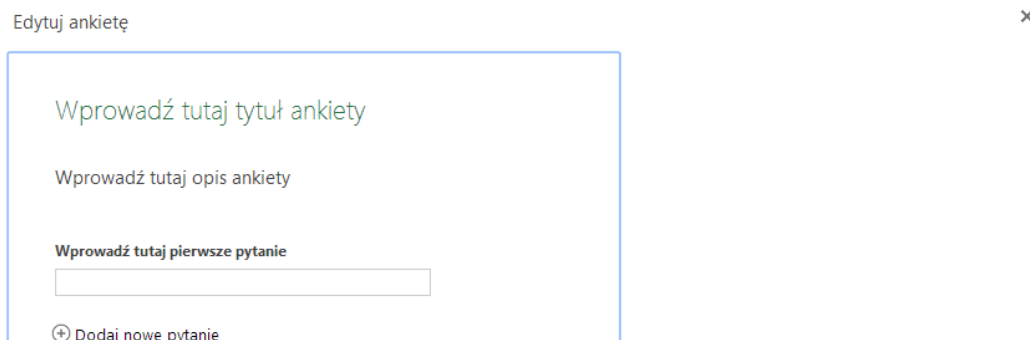 Edytuj ankietę
Wprowadź tutaj tytuł ankiety
Wprowadź tutaj opis ankiety
Wprowadź tutaj pierwsze pytanie
Dodaj nowe pytanie